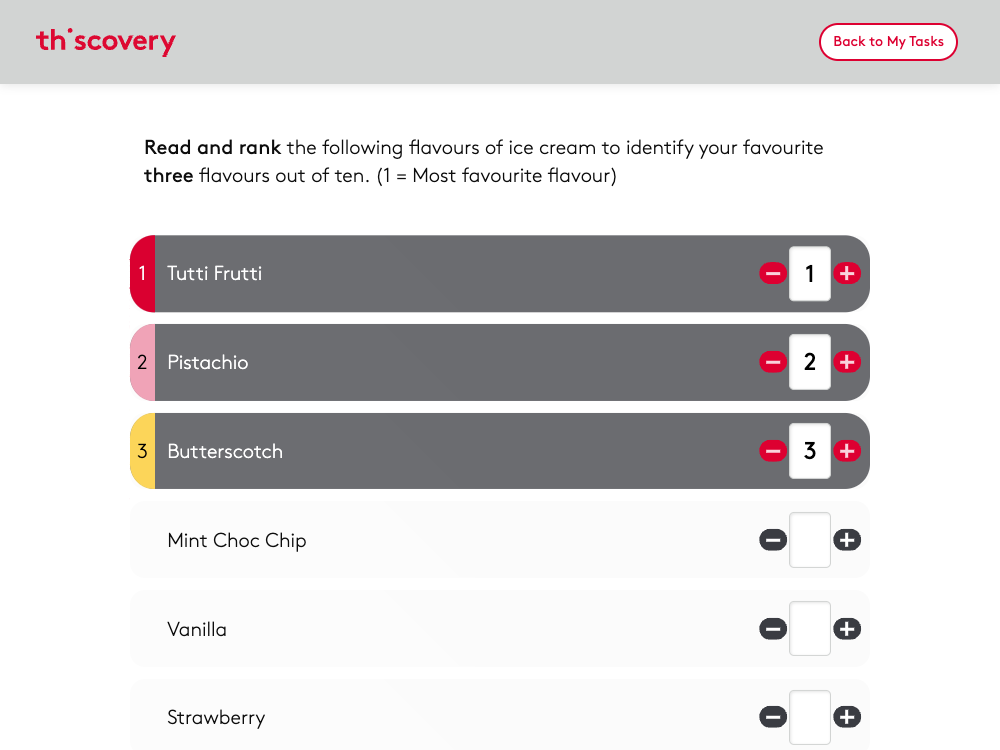 thiscovery
Back to My Tasks
Read and rank the following flavours of ice cream to identify your favourite
three flavours out of ten. (1 = Most favourite flavour)
1 Tutti Frutti 1
2 Pistachio 2
3 Butterscotch 3
Mint Choc Chip
Vanilla
Strawberry